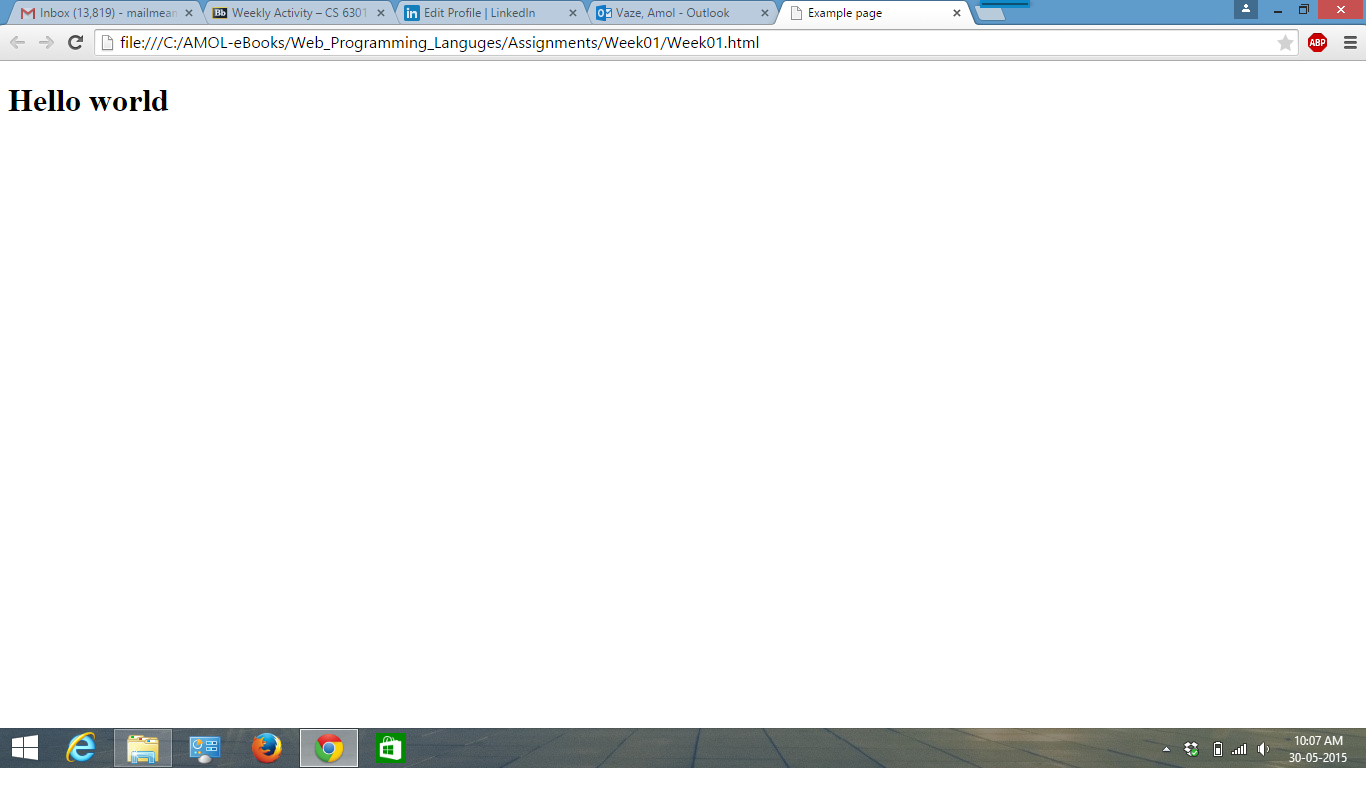 Inbox (13,819) - mailmean
Weekly Activity – CS 6301
Edit Profile | LinkedIn
Vaze, Amol - Outlook
Example page
file:///C:/AMOL-eBooks/Web_Programming_Languges/Assignments/Week01/Week01.html
ABP
Hello world
10:07 AM
30-05-2015